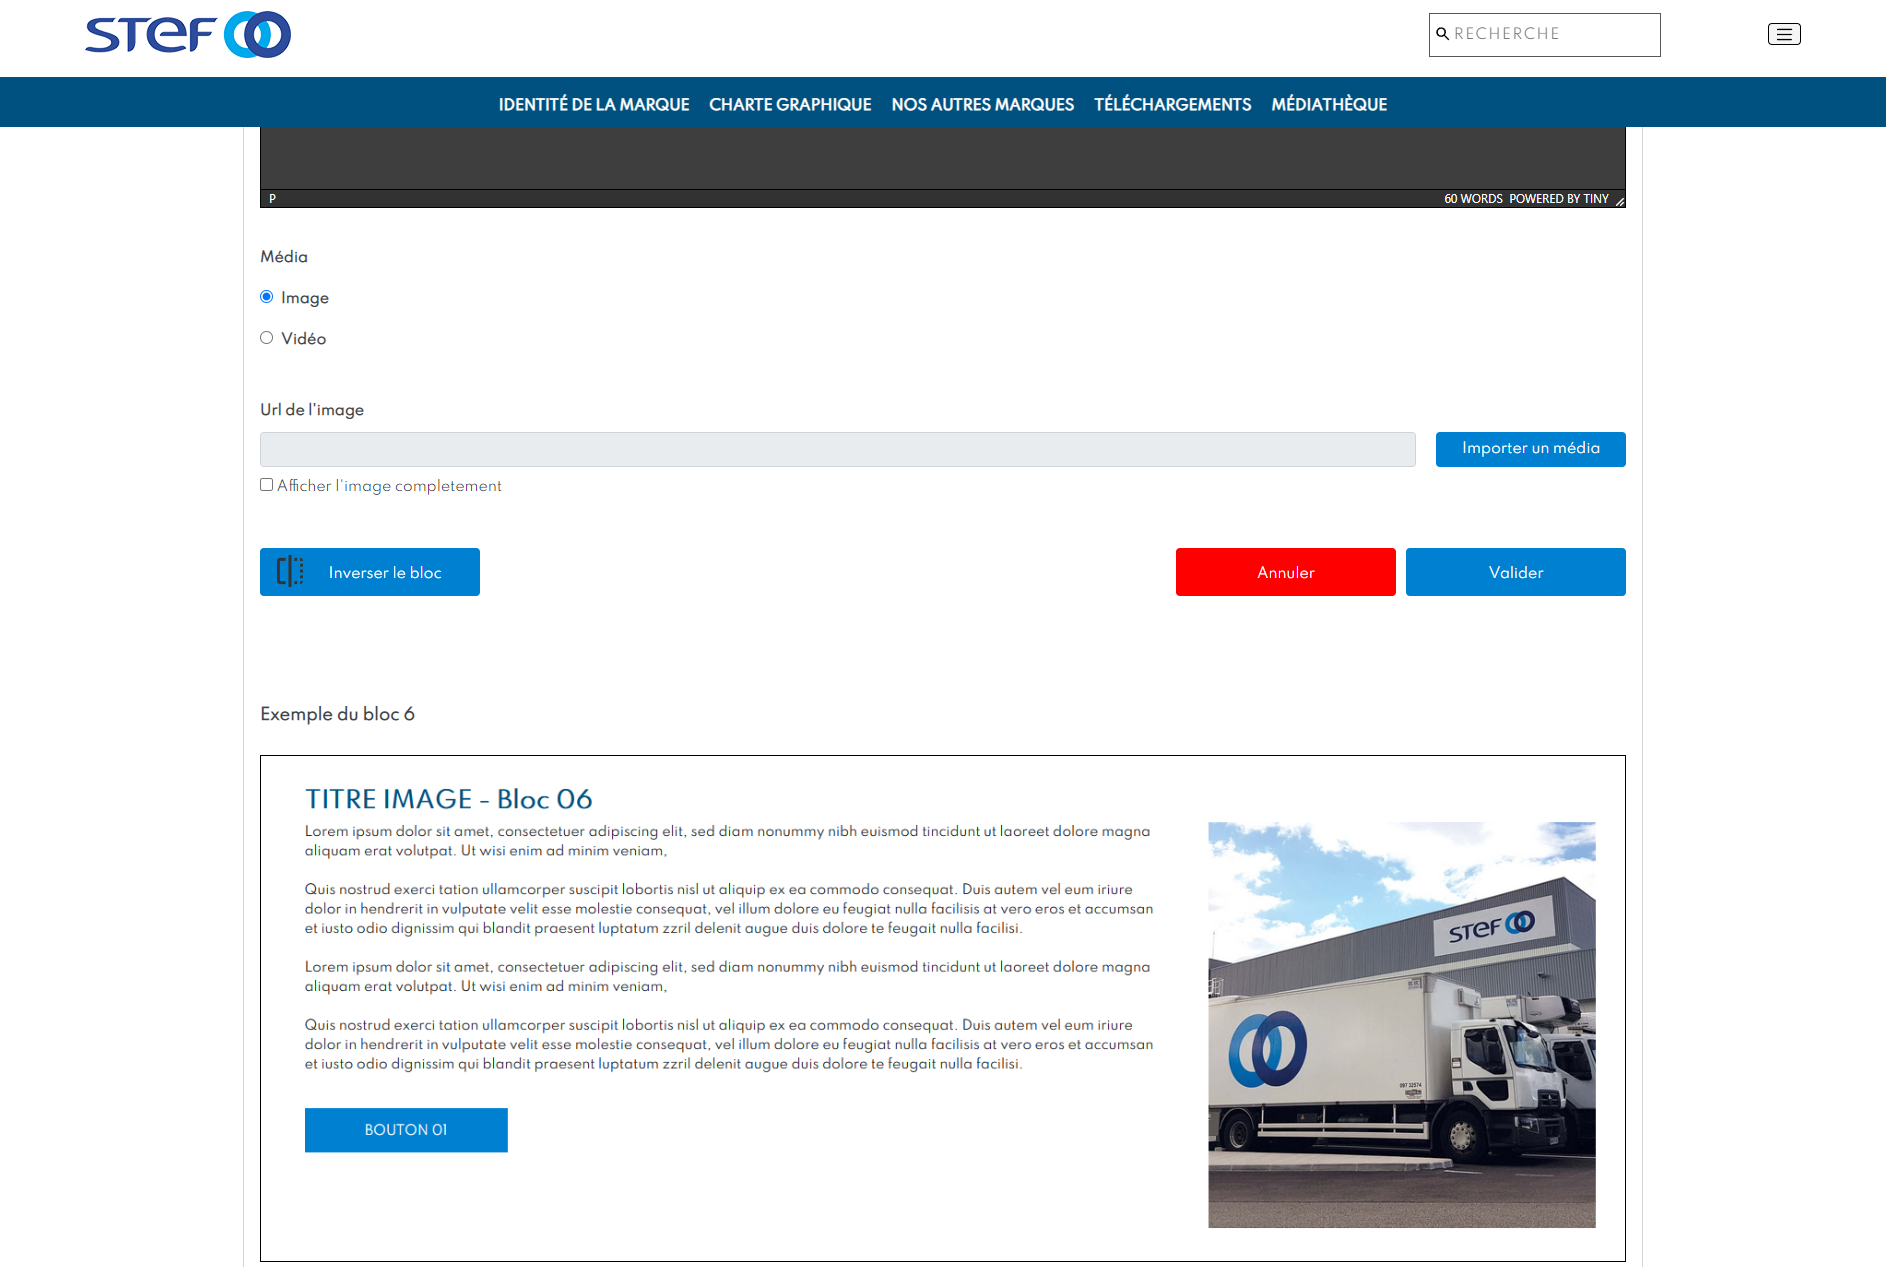 STEF
RECHERCHE
IDENTITÉ DE LA MARQUE CHARTE GRAPHIQUE NOS AUTRES MARQUES TÉLÉCHARGEMENTS MÉDIATHÈQUE
P 60 WORDS POWERED BY TINY
Média
Image
Vidéo
Url de l'image
Importer un média
Afficher l'image completement
Inverser le bloc
Annuler
Valider
Exemple du bloc 6
TITRE IMAGE - Bloc 06
Lorem ipsum dolor sit amet, consectetuer adipiscing elit, sed diam nonummy nibh euismod tincidunt ut laoreet dolore magna
aliquam erat volutpat. Ut wisi enim ad minim veniam,
Quis nostrud exerci tation ullamcorper suscipit lobortis nisl ut aliquip ex ea commodo consequat. Duis autem vel eum iriure
dolor in hendrerit in vulputate velit esse molestie consequat, vel illum dolore eu feugiat nulla facilisis at vero eros et accumsan
et iusto odio dignissim qui blandit praesent luptatum zzril delenit augue duis dolore te feugait nulla facilisi.
Lorem ipsum dolor sit amet, consectetuer adipiscing elit, sed diam nonummy nibh euismod tincidunt ut laoreet dolore magna
aliquam erat volutpat. Ut wisi enim ad minim veniam,
Quis nostrud exerci tation ullamcorper suscipit lobortis nisl ut aliquip ex ea commodo consequat. Duis autem vel eum iriure
dolor in hendrerit in vulputate velit esse molestie consequat, vel illum dolore eu feugiat nulla facilisis at vero eros et accumsan
et iusto odio dignissim qui blandit praesent luptatum zzril delenit augue duis dolore te feugait nulla facilisi.
BOUTON 01
STEF
097 32574